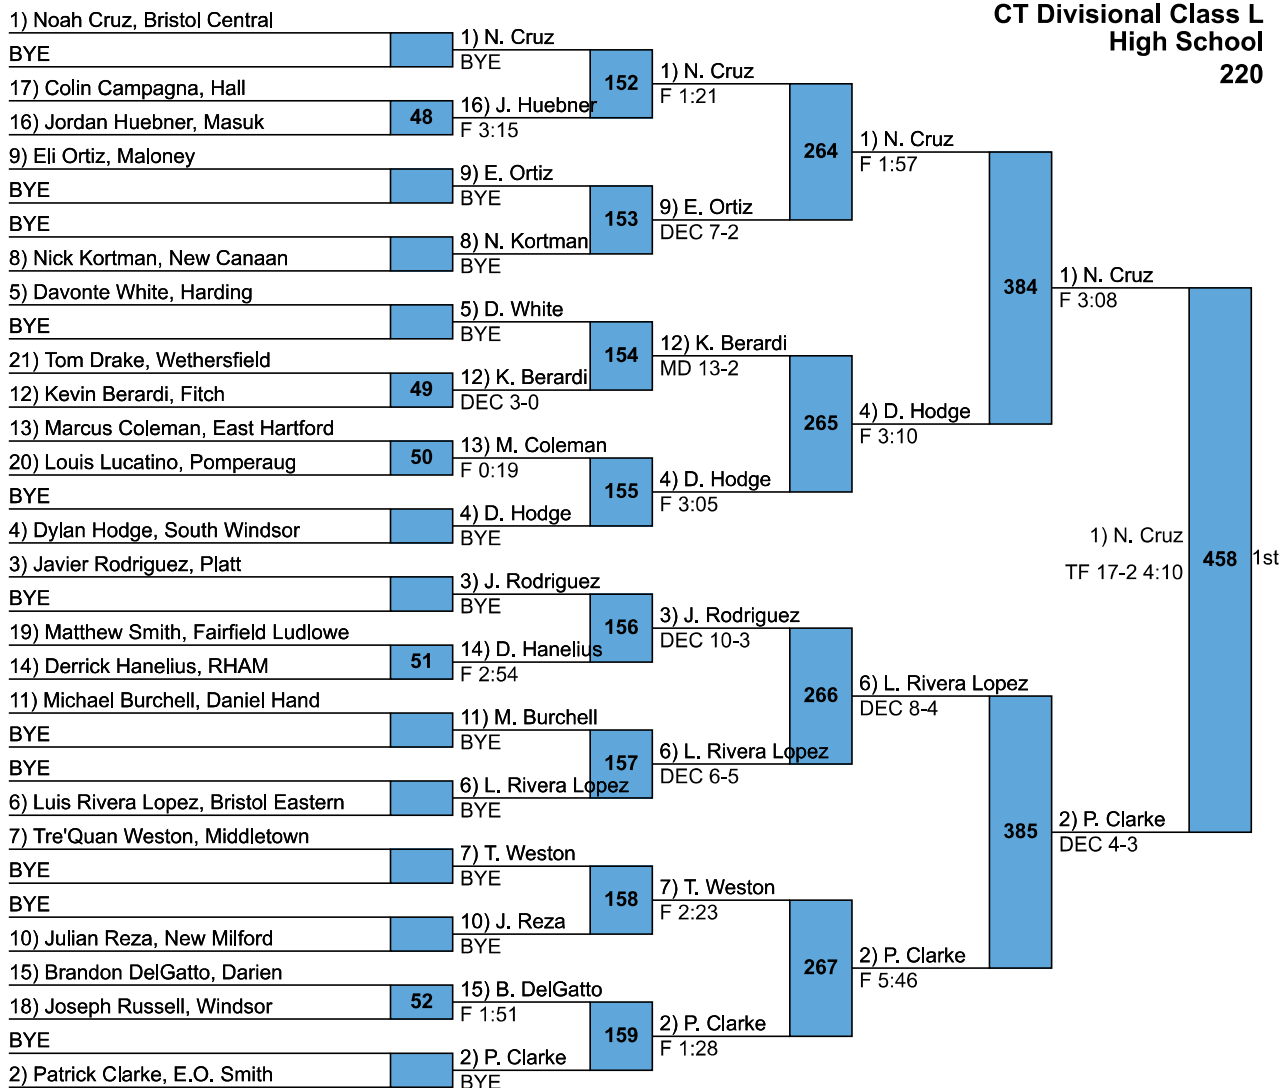 CT Divisional Class L
High School
220
1) Noah Cruz, Bristol Central
BYE
17) Colin Campagna, Hall
16) Jordan Huebner, Masuk
9) Eli Ortiz, Maloney
BYE
BYE
8) Nick Kortman, New Canaan
5) Davonte White, Harding
BYE
21) Tom Drake, Wethersfield
12) Kevin Berardi, Fitch
13) Marcus Coleman, East Hartford
20) Louis Lucatino, Pomperaug
BYE
4) Dylan Hodge, South Windsor
3) Javier Rodriguez, Platt
BYE
19) Matthew Smith, Fairfield Ludlowe
14) Derrick Hanelius, RHAM
11) Michael Burchell, Daniel Hand
BYE
BYE
6) Luis Rivera Lopez, Bristol Eastern
7) Tre'Quan Weston, Middletown
BYE
BYE
10) Julian Reza, New Milford
15) Brandon DelGatto, Darien
18) Joseph Russell, Windsor
BYE
2) Patrick Clarke, E.O. Smith
48
49
50
51
52
1) N. Cruz
BYE
16) J. Huebner
F 3:15
9) E. Ortiz
BYE
8) N. Kortman
BYE
5) D. White
BYE
12) K. Berardi
DEC 3-0
13) M. Coleman
F 0:19
4) D. Hodge
BYE
3) J. Rodriguez
BYE
14) D. Hanelius
F 2:54
11) M. Burchell
BYE
6) L. Rivera Lopez
BYE
7) T. Weston
BYE
10) J. Reza
BYE
15) B. DelGatto
F 1:51
2) P. Clarke
BYE
152
153
154
155
156
157
158
159
1) N. Cruz
F 1:21
9) E. Ortiz
DEC 7-2
12) K. Berardi
MD 13-2
4) D. Hodge
F 3:05
3) J. Rodriguez
DEC 10-3
6) L. Rivera Lopez
DEC 6-5
7) T. Weston
F 2:23
2) P. Clarke
F 1:28
264
265
266
267
1) N. Cruz
F 1:57
4) D. Hodge
F 3:10
6) L. Rivera Lopez
DEC 8-4
2) P. Clarke
F 5:46
384
385
1) N. Cruz
F 3:08
2) P. Clarke
DEC 4-3
1) N. Cruz
TF 17-2 4:10
458
1st